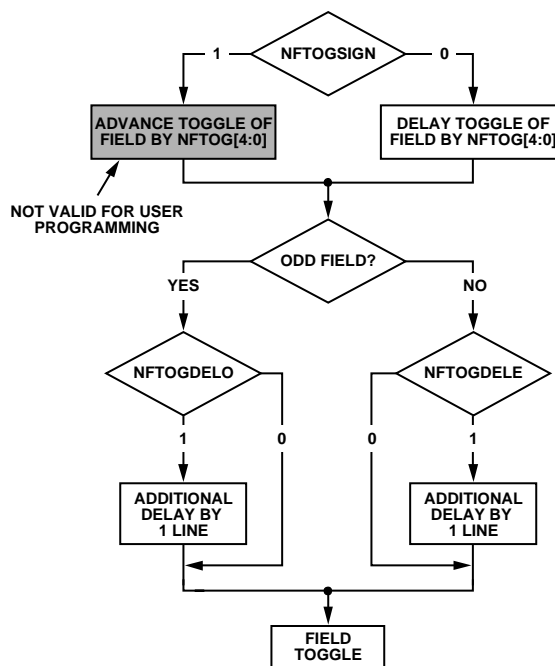 NFTOGSIGN
1
0
ADVANCE TOGGLE OF
FIELD BY NFTOG[4:0]
DELAY TOGGLE OF
FIELD BY NFTOG[4:0]
NOT VALID FOR USER
PROGRAMMING
ODD FIELD?
YES
NO
NFTOGDELO
NFTOGDELE
1
0
0
1
ADDITIONAL
DELAY BY
1 LINE
ADDITIONAL
DELAY BY
1 LINE
FIELD
TOGGLE